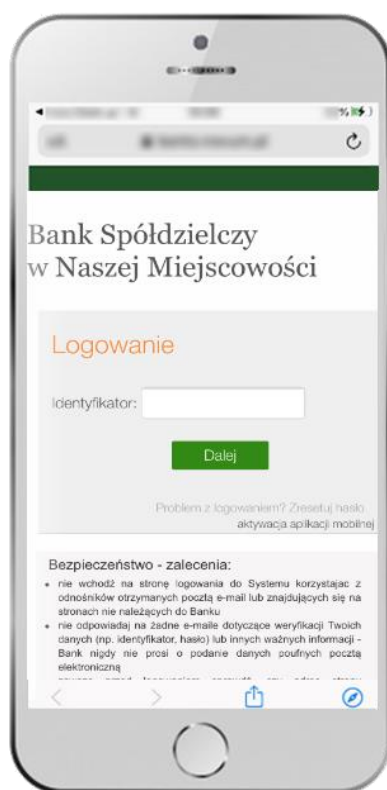 Bank Spółdzielczy
w Naszej Miejscowości
Logowanie
Identyfikator:
Dalej
Problem z logowaniem? Zresetuj hasło
aktywacja aplikacji mobilnej
Bezpieczeństwo - zalecenia:
• nie wchodź na stronę logowania do Systemu korzystając z
odnośników otrzymanych pocztą e-mail lub znajdujących się na
stronach nie należących do Banku
• nie odpowiadaj na żadne e-maile dotyczące weryfikacji Twoich
danych (np. identyfikator, hasło) lub innych ważnych informacji -
Bank nigdy nie prosi o podanie danych poufnych pocztą
elektroniczną